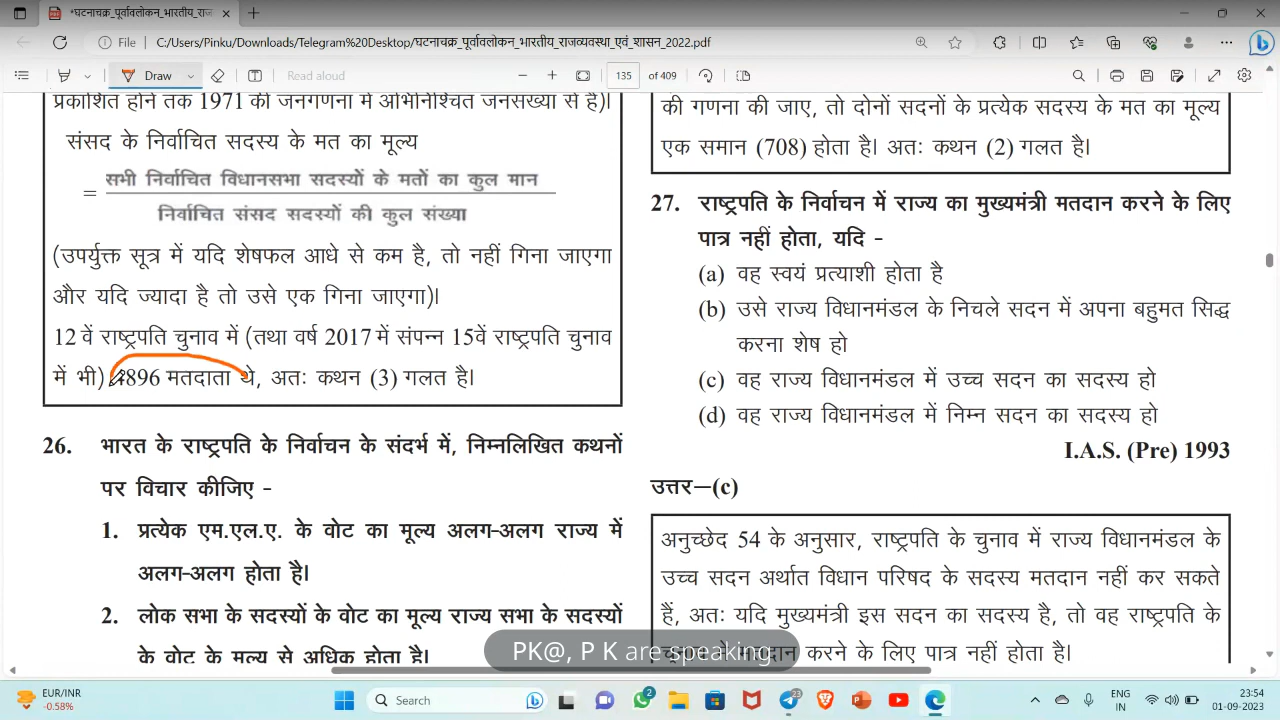 *घटनाचक्र_पूर्वावलोकन_भारतीय_राज
File
C:/Users/Pinku/Downloads/Telegram%20Desktop/घटनाचक्र_पूर्वावलोकन_भारतीय_राजव्यवस्था_एवं_शासन_2022.pdf
Draw
Read aloud
135 of 409
प्रकाशित होने तक 1971 की जनगणना में अभिनिश्चित जनसंख्या से है)।
संसद के निर्वाचित सदस्य के मत का मूल्य
= सभी निर्वाचित विधानसभा सदस्यों के मतों का कुल मान
निर्वाचित संसद सदस्यों की कुल संख्या
(उपर्युक्त सूत्र में यदि शेषफल आधे से कम है, तो नहीं गिना जाएगा
और यदि ज्यादा है तो उसे एक गिना जाएगा)।
12 वें राष्ट्रपति चुनाव में (तथा वर्ष 2017 में संपन्न 15वें राष्ट्रपति चुनाव
में भी) 4896 मतदाता थे, अतः कथन (3) गलत है।
26. भारत के राष्ट्रपति के निर्वाचन के संदर्भ में, निम्नलिखित कथनों
पर विचार कीजिए -
1. प्रत्येक एम.एल.ए. के वोट का मूल्य अलग-अलग राज्य में
अलग-अलग होता है।
2. लोक सभा के सदस्यों के वोट का मूल्य राज्य सभा के सदस्यों
के वोट के मूल्य से अधिक होता है।
की गणना की जाए, तो दोनों सदनों के प्रत्येक सदस्य के मत का मूल्य
एक समान (708) होता है। अतः कथन (2) गलत है।
27. राष्ट्रपति के निर्वाचन में राज्य का मुख्यमंत्री मतदान करने के लिए
पात्र नहीं होता, यदि -
(a) वह स्वयं प्रत्याशी होता है
(b) उसे राज्य विधानमंडल के निचले सदन में अपना बहुमत सिद्ध
करना शेष हो
(c) वह राज्य विधानमंडल में उच्च सदन का सदस्य हो
(d) वह राज्य विधानमंडल में निम्न सदन का सदस्य हो
I.A.S. (Pre) 1993
उत्तर—(c)
अनुच्छेद 54 के अनुसार, राष्ट्रपति के चुनाव में राज्य विधानमंडल के
उच्च सदन अर्थात विधान परिषद के सदस्य मतदान नहीं कर सकते
हैं, अतः यदि मुख्यमंत्री इस सदन का सदस्य है, तो वह राष्ट्रपति के
चुनाव में मतदान करने के लिए पात्र नहीं होता है।
PK@, P K are speaking
EUR/INR
-0.58%
Search
2
23
ENG
IN
23:54
01-09-2023